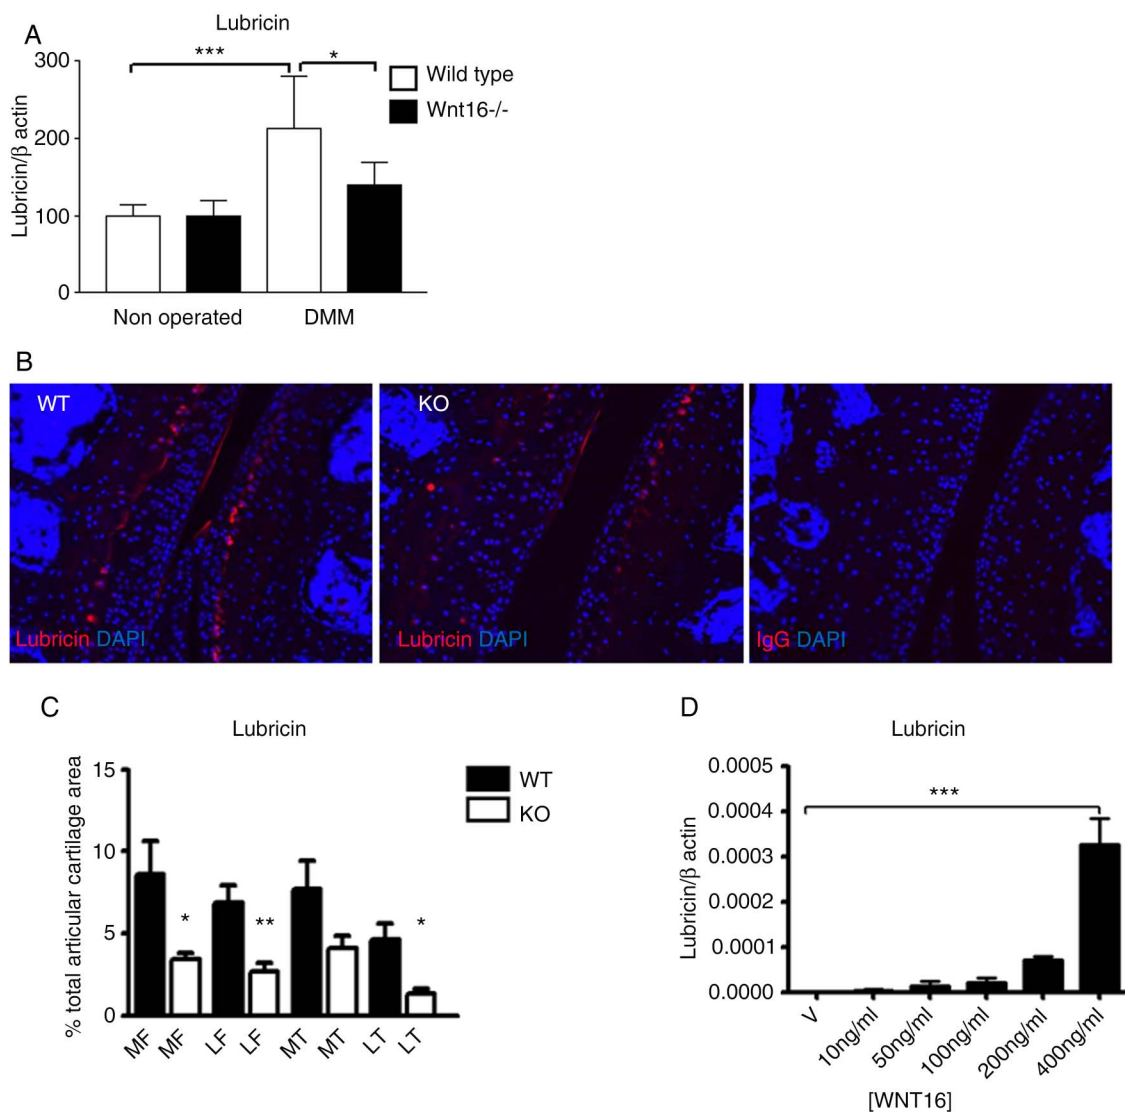 A
Lubricin
***
*
300
200
100
0
Lubricin/β actin
Wild type
Wnt16-/-
Non operated
DMM
B
WT
KO
Lubricin DAPI
Lubricin DAPI
IgG DAPI
C
Lubricin
15
10
5
0
% total articular cartilage area
*
**
*
WT
KO
MF
MF
LF
LF
MT
MT
LT
LT
D
Lubricin
0.0005
0.0004
0.0003
0.0002
0.0001
0.0000
Lubricin/β actin
***
V
10ng/ml
50ng/ml
100ng/ml
200ng/ml
400ng/ml
[WNT16]